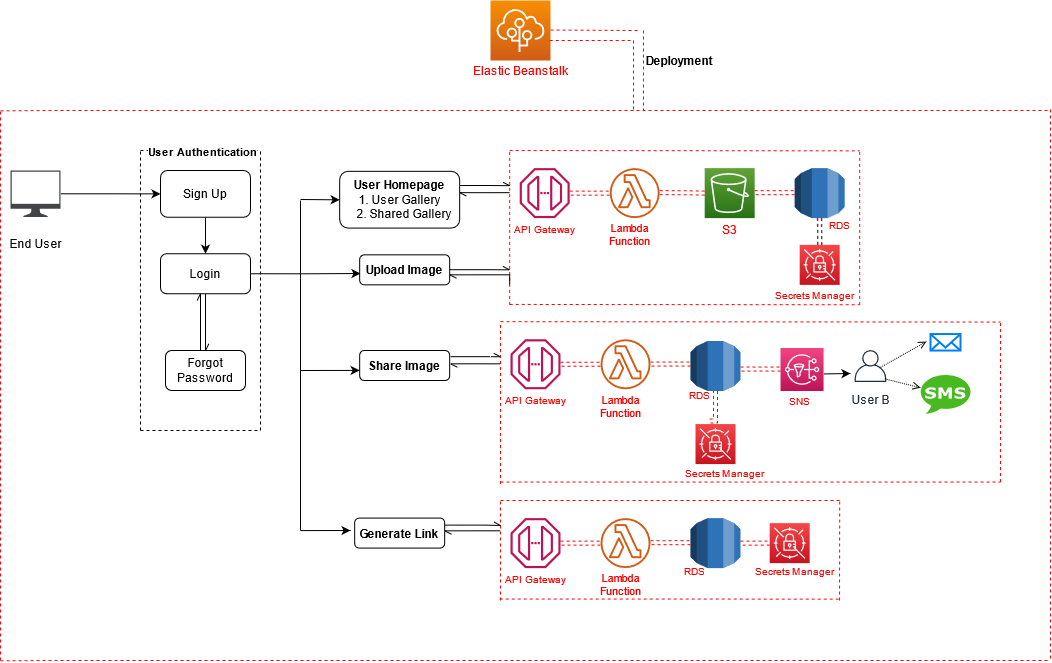 Elastic Beanstalk
Deployment
User Authentication
Sign Up
End User
Login
Forgot
Password
User Homepage
1. User Gallery
2. Shared Gallery
API Gateway
Lambda
Function
S3
RDS
Secrets Manager
Upload Image
Share Image
API Gateway
Lambda
Function
RDS
Secrets Manager
SNS
User B
SMS
Generate Link
API Gateway
Lambda
Function
RDS
Secrets Manager